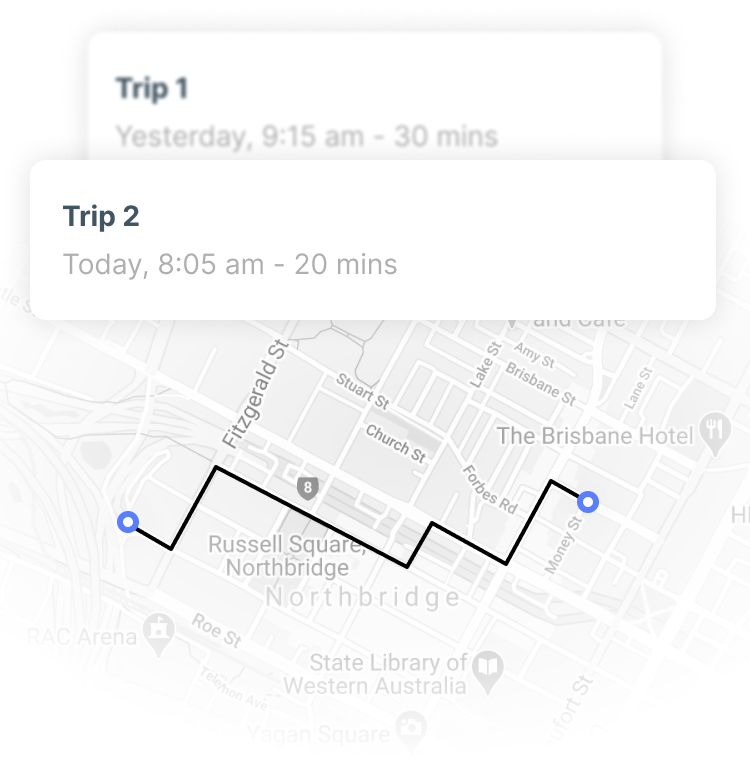 Trip 1
Yesterday, 9:15 am - 30 mins
Trip 2
Today, 8:05 am - 20 mins
and Cafe
Fitzgerald St
Stuart St
Lake St
Amy St
Brisbane St
Lane St
Church St
The Brisbane Hotel
Forbes Rd
8
Money St
Russell Square,
Northbridge
Northbridge
RAC Arena
Roe St
State Library of
Western Australia
Telethon Ave
Yagan Square